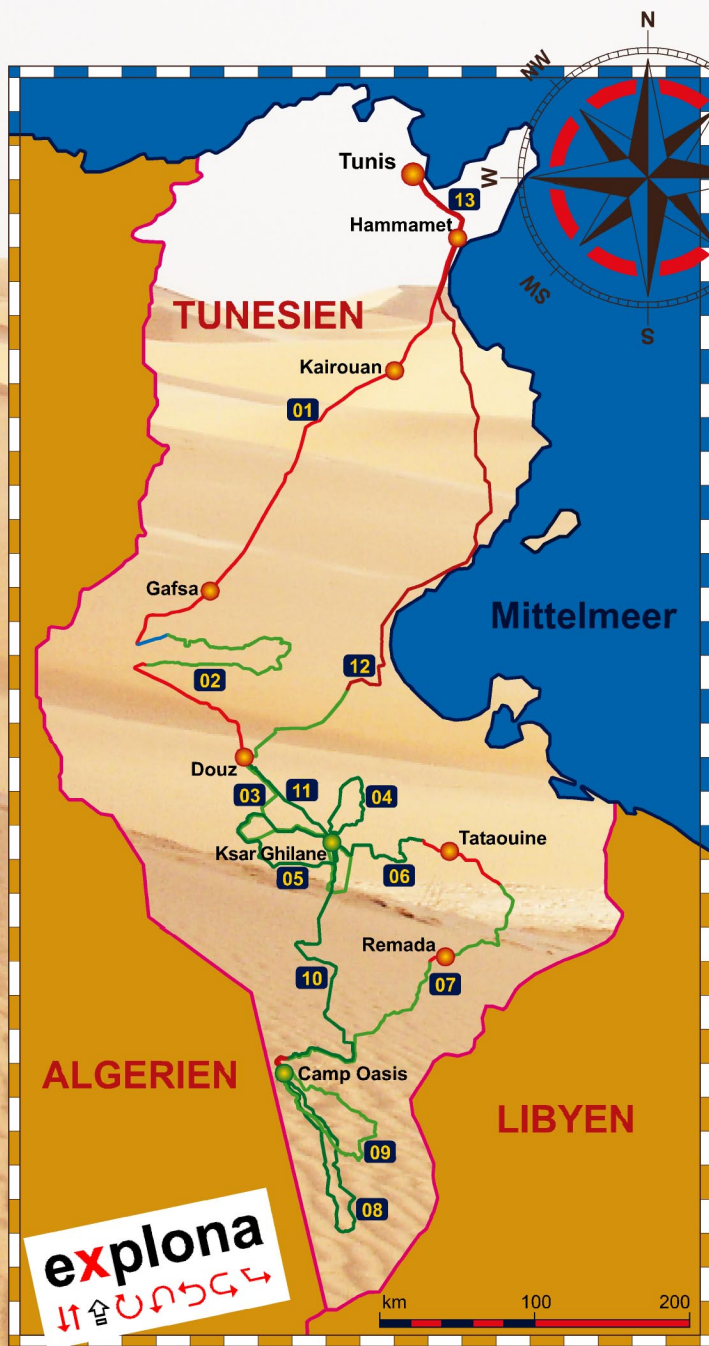 N
NW
W
SW
S
Tunis
13
Hammamet
TUNESIEN
Kairouan
01
Gafsa
Mittelmeer
02
12
Douz
03
11
04
Ksar Ghilane
Tataouine
05
06
Remada
10
07
ALGERIEN
Camp Oasis
LIBYEN
09
08
explona
km
100
200